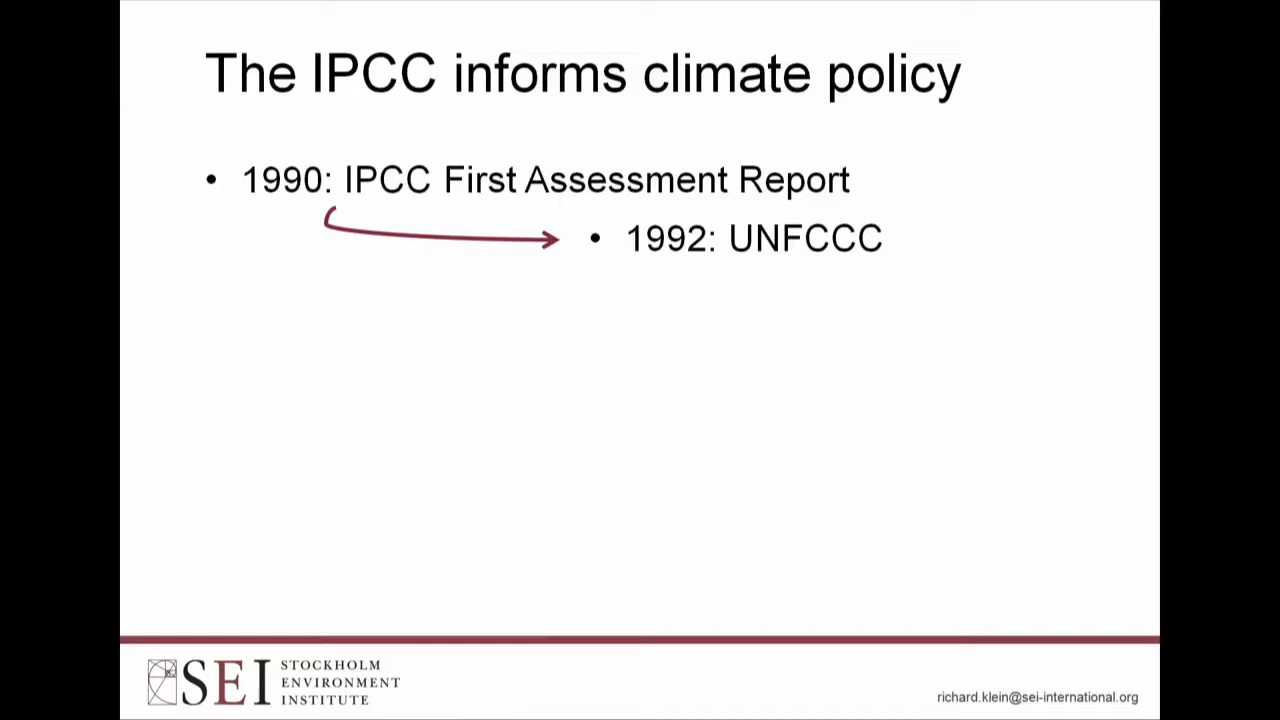 The IPCC informs climate policy
• 1990: IPCC First Assessment Report
• 1992: UNFCCC
SEI
STOCKHOLM
ENVIRONMENT
INSTITUTE
richard.klein@sei-international.org